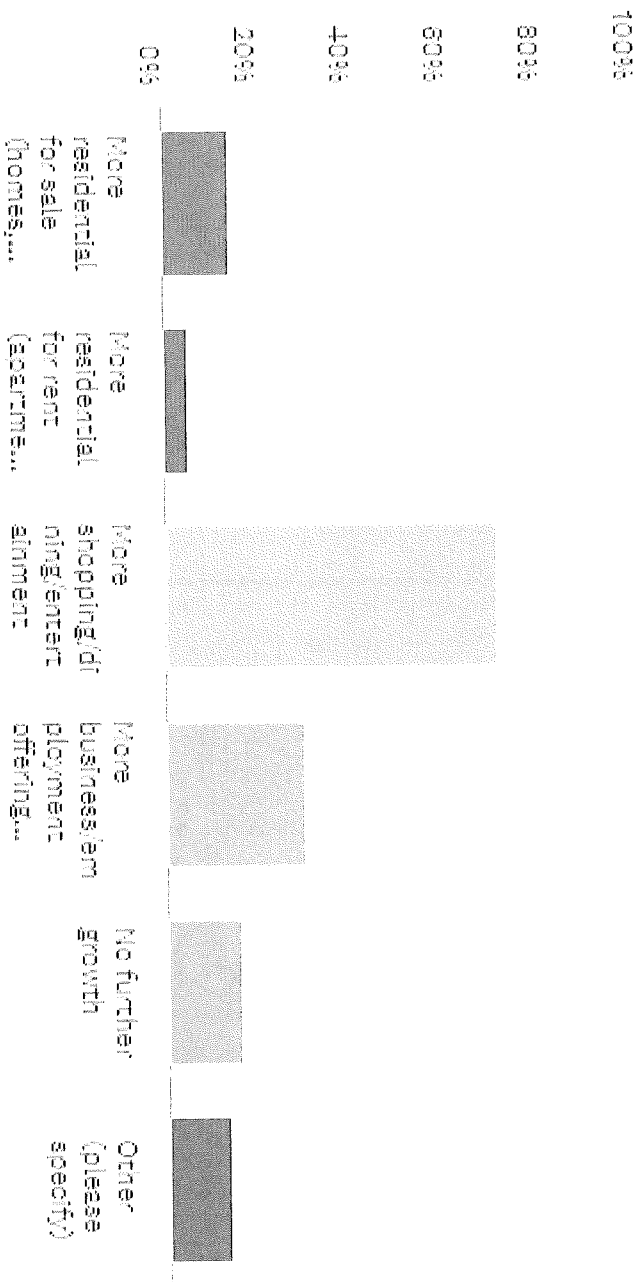 100%
80%
60%
40%
20%
0%
More
residential
for sale
(homes,...
More
residential
for rent
(apartme...
More
shopping/di
ning/entert
ainment
More
business/em
ployment
offering...
No further
growth
Other
(please
specify)